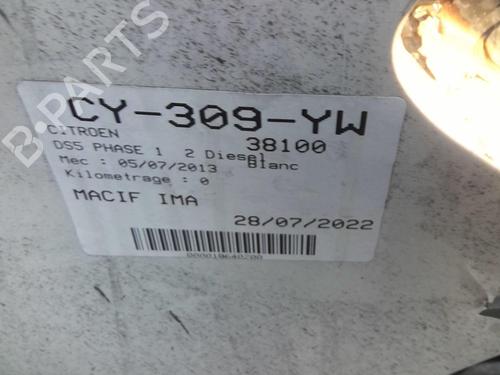 CY-309-YW
CITROEN 38100
DS5 PHASE 1 2 Diesel
Mec : 05/07/2013 Blanc
Kilometrage : 0
MACIF IMA
28/07/2022
B-PARTS